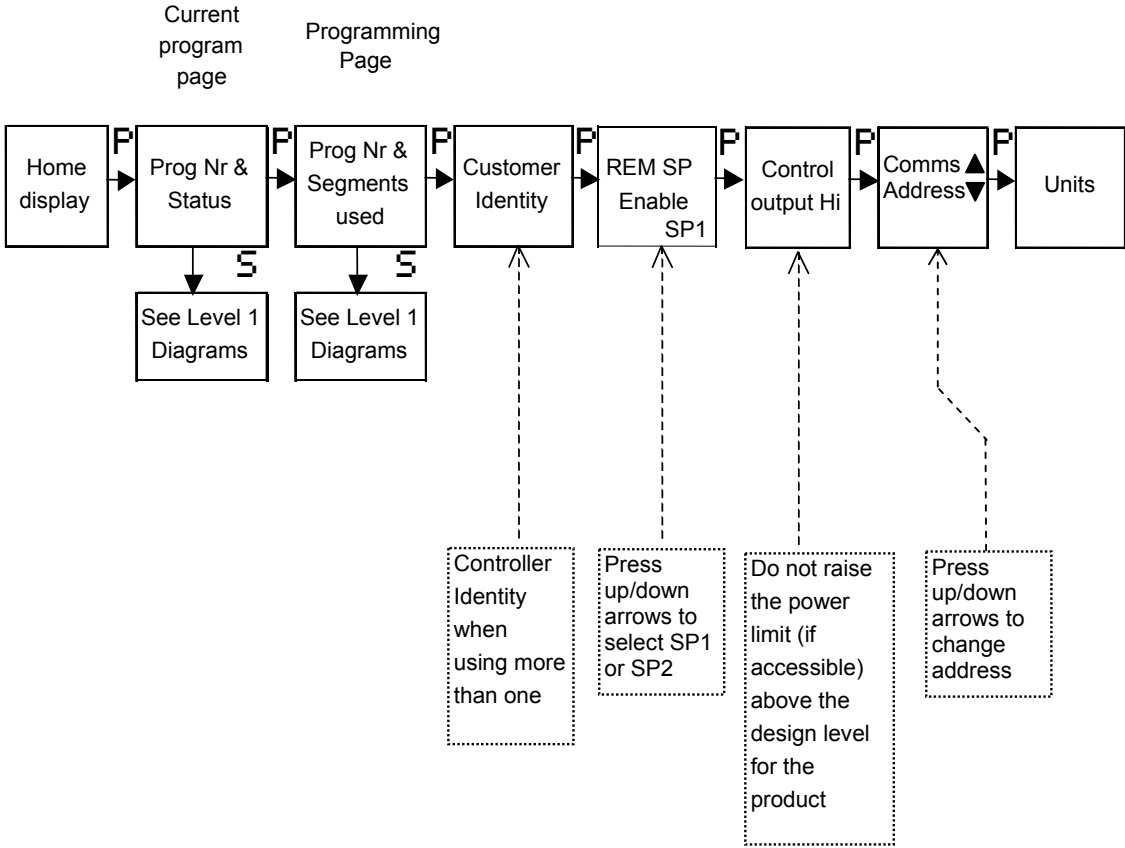 Current
program
page
Programming
Page
Home
display
P
Prog Nr &
Status
P
Prog Nr &
Segments
used
P
Customer
Identity
P
REM SP
Enable
SP1
P
Control
output Hi
P
Comms ▲
Address ▼
P
Units
S
See Level 1
Diagrams
S
See Level 1
Diagrams
Controller
Identity
when
using more
than one
Press
up/down
arrows to
select SP1
or SP2
Do not raise
the power
limit (if
accessible)
above the
design level
for the
product
Press
up/down
arrows to
change
address